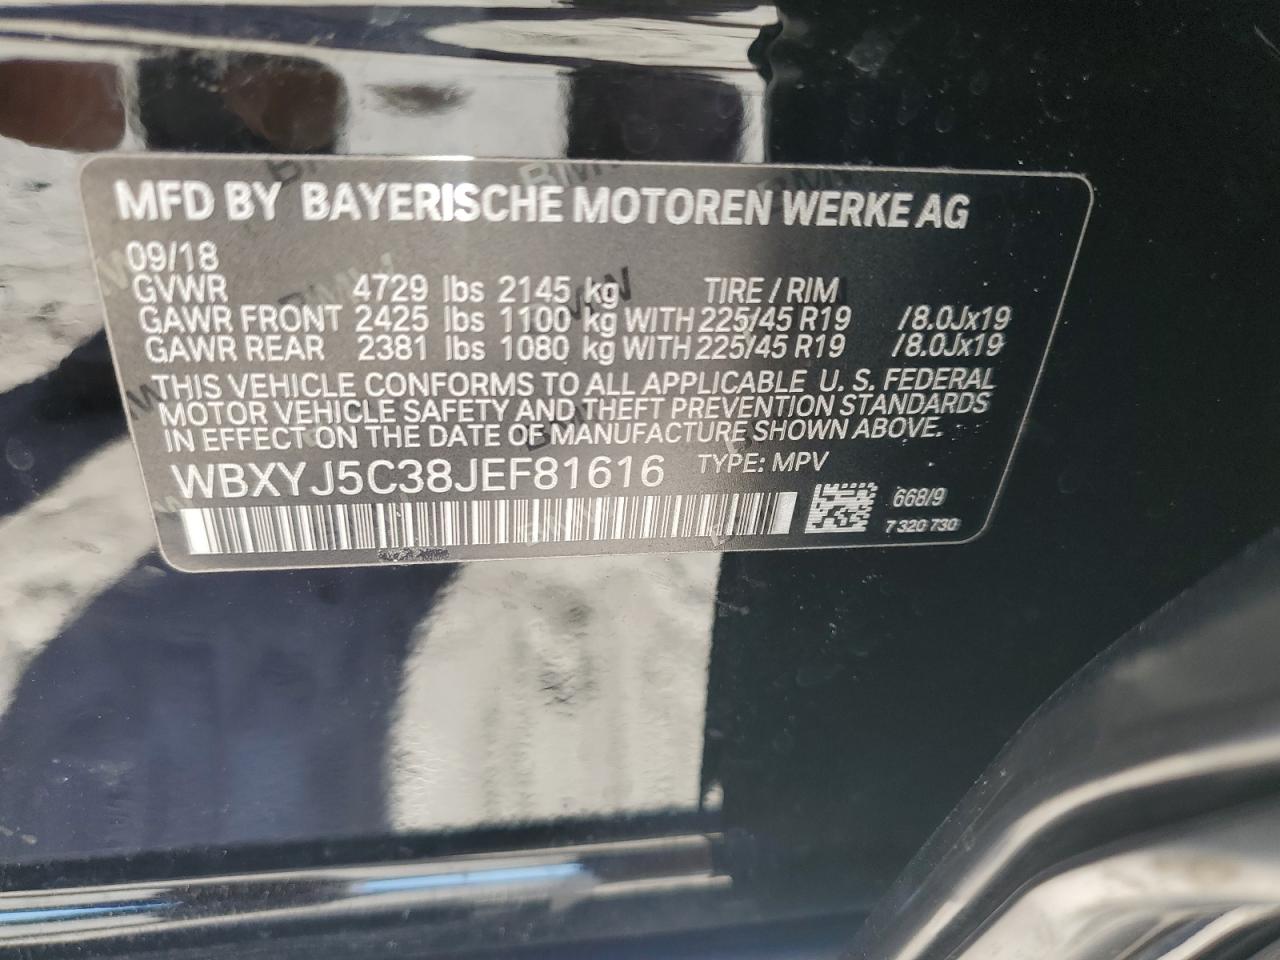 MFD BY BAYERISCHE MOTOREN WERKE AG
09/18
GVWR 4729 lbs 2145 kg TIRE / RIM
GAWR FRONT 2425 lbs 1100 kg WITH 225/45 R19 /8.0Jx19
GAWR REAR 2381 lbs 1080 kg WITH 225/45 R19 /8.0Jx19
THIS VEHICLE CONFORMS TO ALL APPLICABLE U. S. FEDERAL
MOTOR VEHICLE SAFETY AND THEFT PREVENTION STANDARDS
IN EFFECT ON THE DATE OF MANUFACTURE SHOWN ABOVE.
WBXYJ5C38JEF81616 TYPE: MPV
668/9
7 320 730